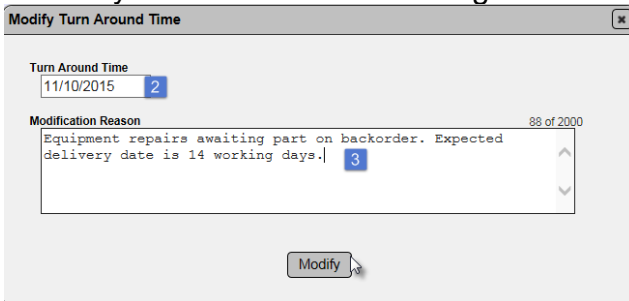 Modify Turn Around Time
Turn Around Time
11/10/2015 2
Modification Reason 88 of 2000
Equipment repairs awaiting part on backorder. Expected
delivery date is 14 working days. 3
Modify